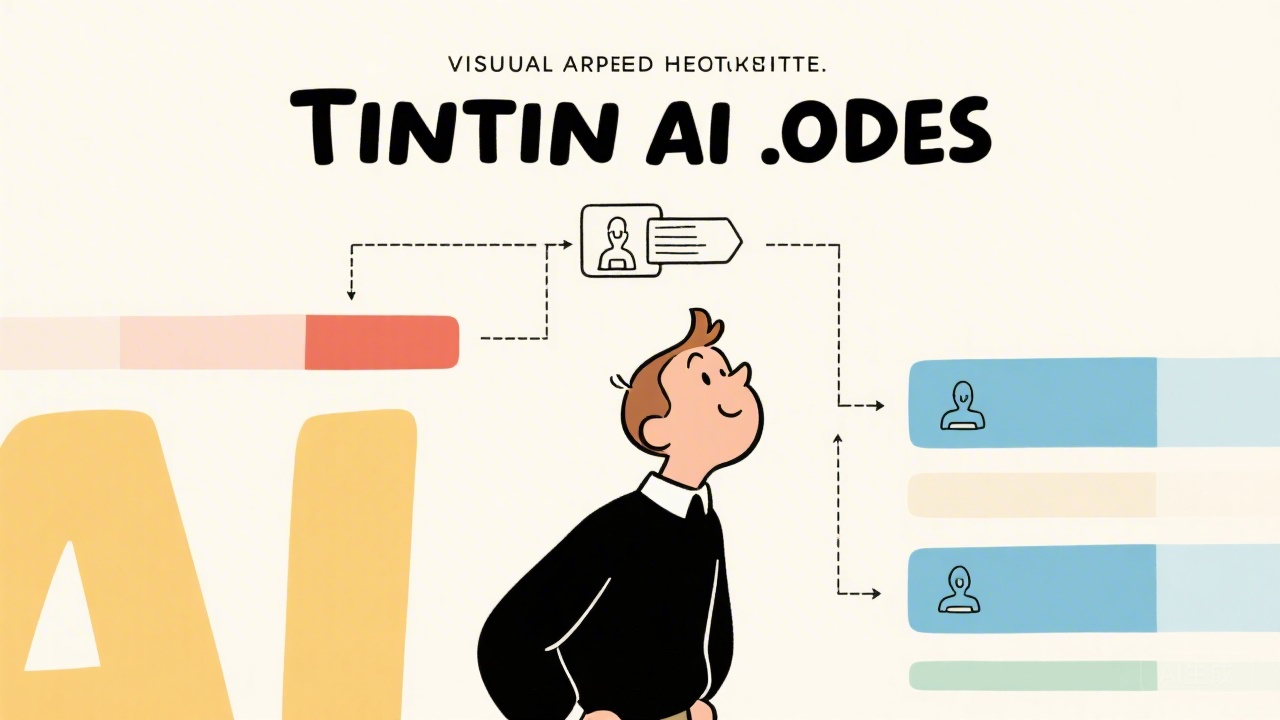 VISUUAL ARPEED
TINTIN AI .ODES
AI